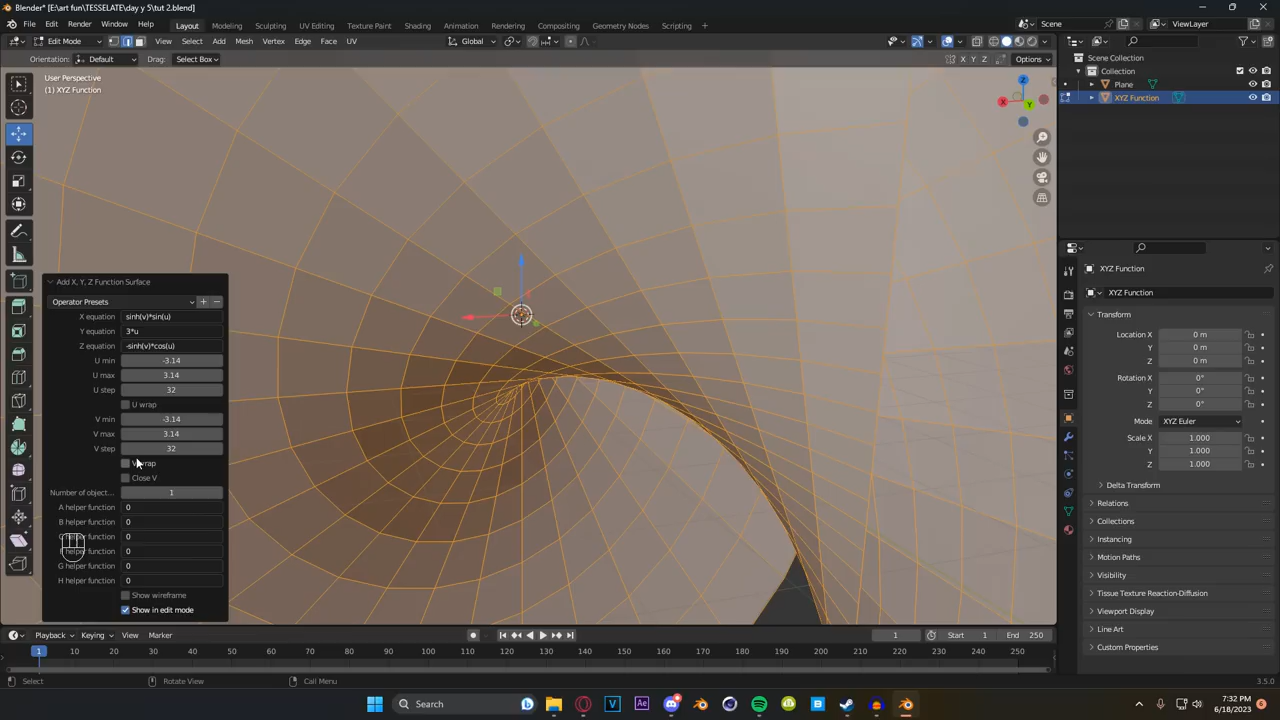 Blender* [E:\art fun\TESSELATE\day 5\tut 2.blend]
File Edit Render Window Help Layout Modeling Sculpting UV Editing Texture Paint Shading Animation Rendering Compositing Geometry Nodes Scripting + Scene ViewLayer
Edit Mode View Select Add Mesh Vertex Edge Face UV Global
Orientation: Default Drag: Select Box X Y Z Options
Scene Collection
Collection
Plane
XYZ Function
User Perspective
(1) XYZ Function
Z
X
Y
Add X, Y, Z Function Surface
Operator Presets
X equation sinh(v)*sin(u)
Y equation 3*u
Z equation -sinh(v)*cos(u)
U min -3.14
U max 3.14
U step 32
U wrap
V min -3.14
V max 3.14
V step 32
Close V
Number of object... 1
A helper function 0
B helper function 0
helper function 0
helper function 0
G helper function 0
H helper function 0
Show wireframe
Show in edit mode
XYZ Function
XYZ Function
Transform
Location X 0 m
Y 0 m
Z 0 m
Rotation X 0°
Y 0°
Z 0°
Mode XYZ Euler
Scale X 1.000
Y 1.000
Z 1.000
Delta Transform
Relations
Collections
Instancing
Motion Paths
Visibility
Tissue Texture Reaction-Diffusion
Viewport Display
Line Art
Custom Properties
Playback Keying View Marker 1 Start 1 End 250
1 10 20 30 40 50 60 70 80 90 100 110 120 130 140 150 160 170 180 190 200 210 220 230 240 250
Select Rotate View Call Menu 3.5.0
Search
7:32 PM
6/18/2023